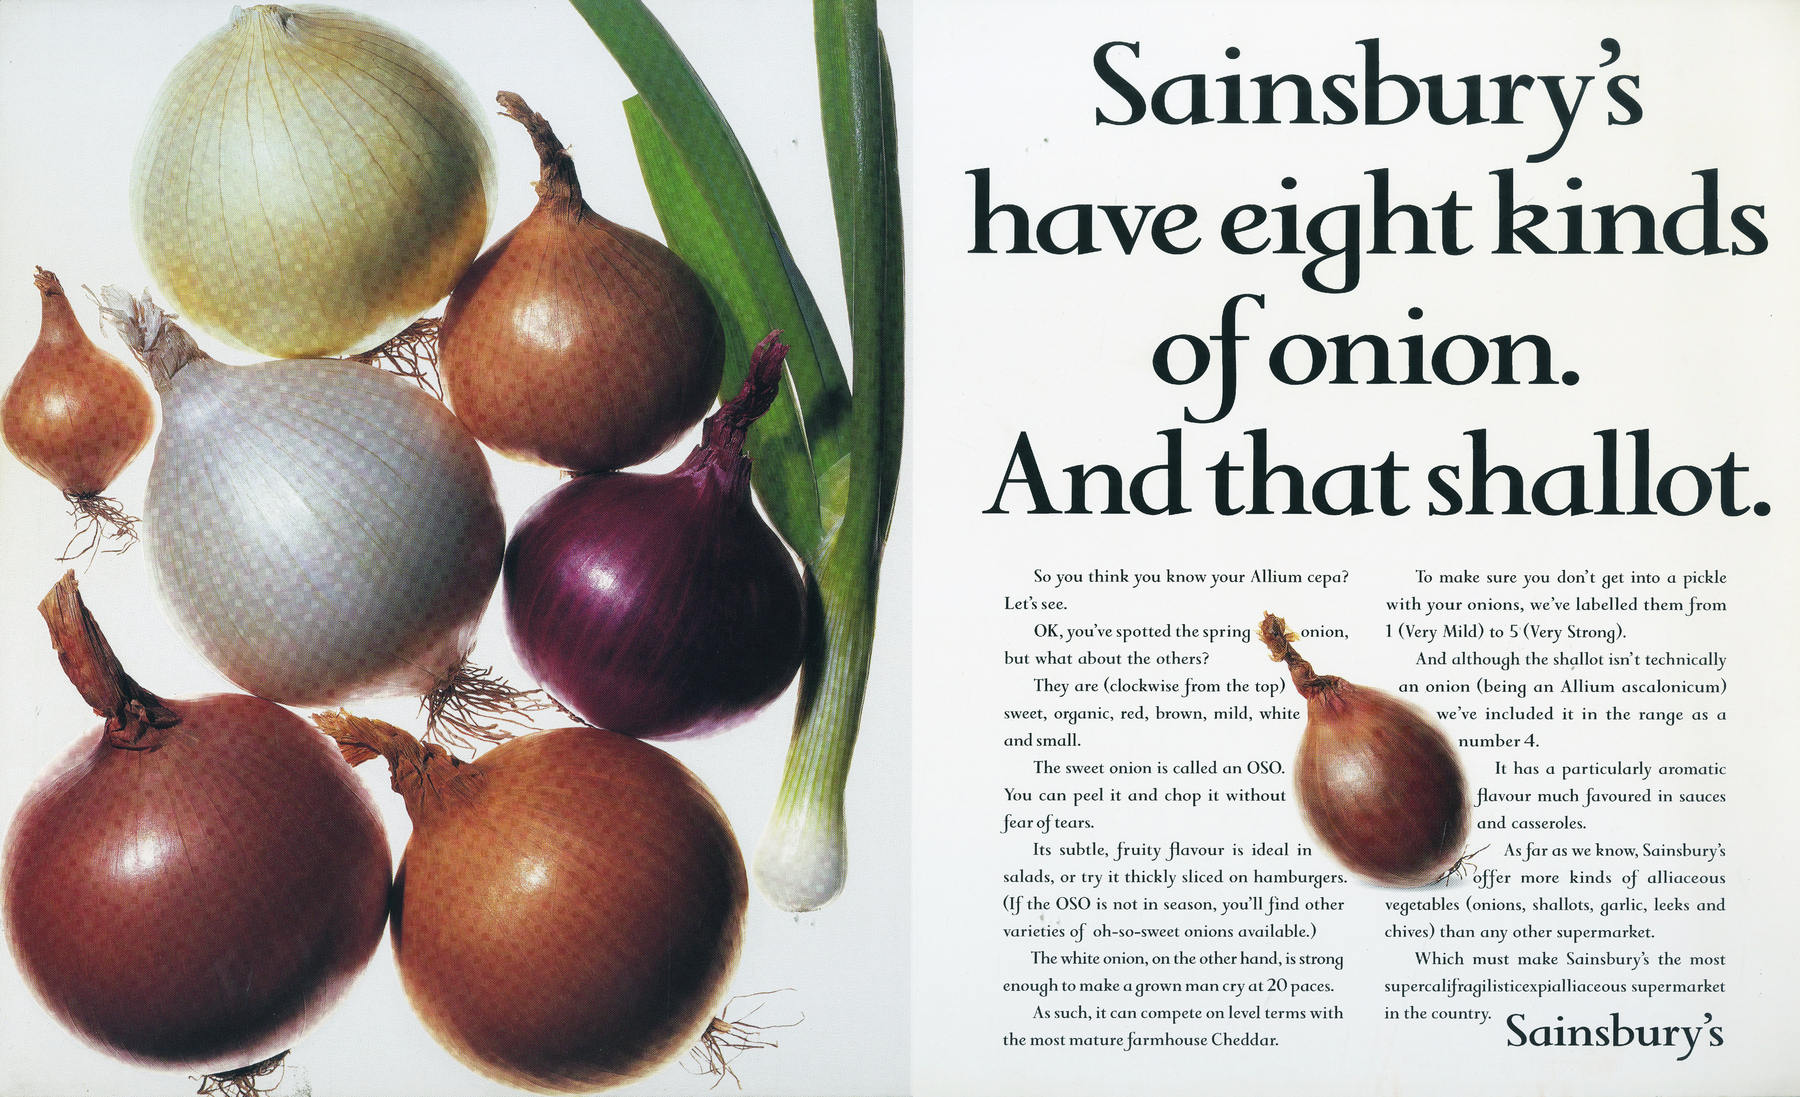 Sainsbury's
have eight kinds
of onion.
And that shallot.
So you think you know your Allium cepa?
Let's see.
OK, you've spotted the spring onion,
but what about the others?
They are (clockwise from the top)
sweet, organic, red, brown, mild, white
and small.
The sweet onion is called an OSO.
You can peel it and chop it without
fear of tears.
Its subtle, fruity flavour is ideal in
salads, or try it thickly sliced on hamburgers.
(If the OSO is not in season, you'll find other
varieties of oh-so-sweet onions available.)
The white onion, on the other hand, is strong
enough to make a grown man cry at 20 paces.
As such, it can compete on level terms with
the most mature farmhouse Cheddar.
To make sure you don't get into a pickle
with your onions, we've labelled them from
1 (Very Mild) to 5 (Very Strong).
And although the shallot isn't technically
an onion (being an Allium ascalonicum)
we've included it in the range as a
number 4.
It has a particularly aromatic
flavour much favoured in sauces
and casseroles.
As far as we know, Sainsbury's
offer more kinds of alliaceous
vegetables (onions, shallots, garlic, leeks and
chives) than any other supermarket.
Which must make Sainsbury's the most
supercalifragilisticexpialliaceous supermarket
in the country.
Sainsbury's